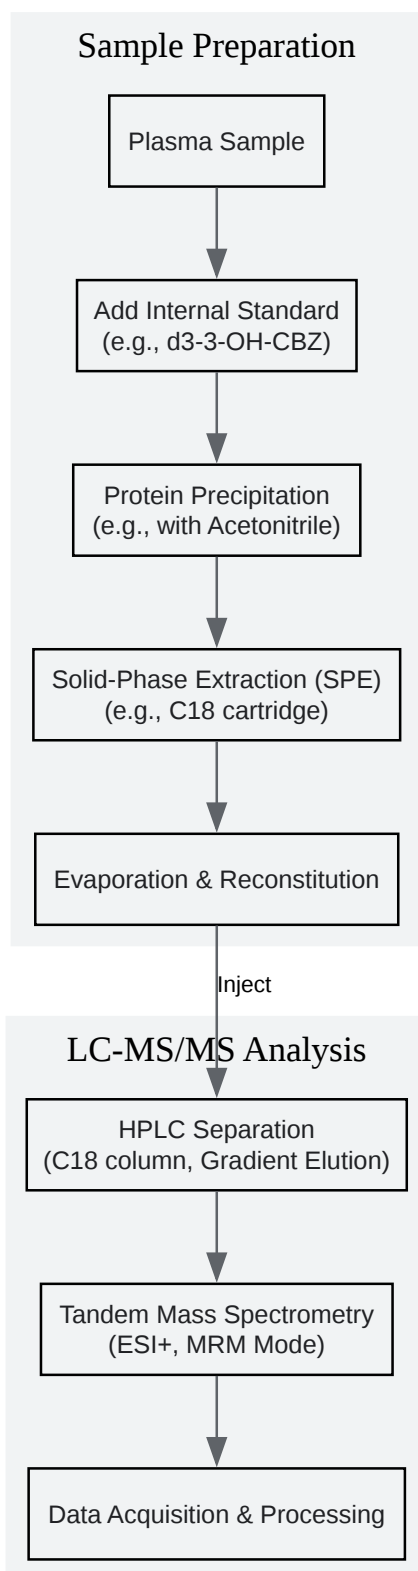 Sample Preparation
Plasma Sample
Add Internal Standard
(e.g., d3-3-OH-CBZ)
Protein Precipitation
(e.g., with Acetonitrile)
Solid-Phase Extraction (SPE)
(e.g., C18 cartridge)
Evaporation & Reconstitution
Inject
LC-MS/MS Analysis
HPLC Separation
(C18 column, Gradient Elution)
Tandem Mass Spectrometry
(ESI+, MRM Mode)
Data Acquisition & Processing